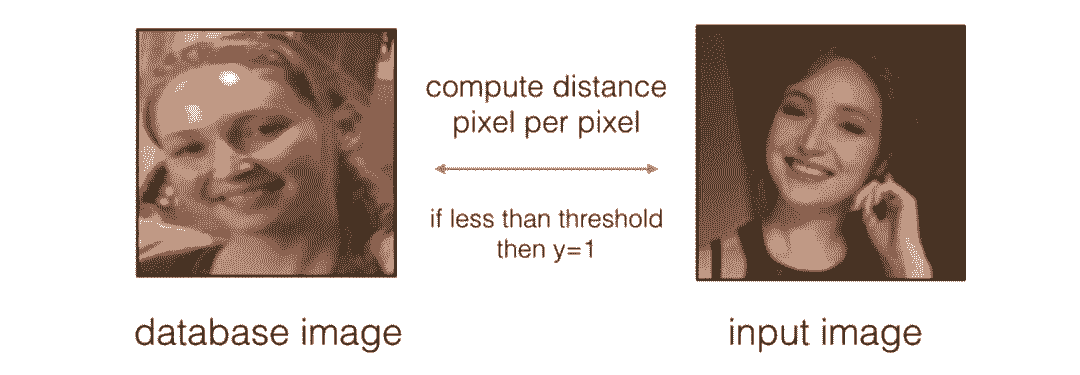 compute distance
pixel per pixel
if less than threshold
then y=1
database image
input image